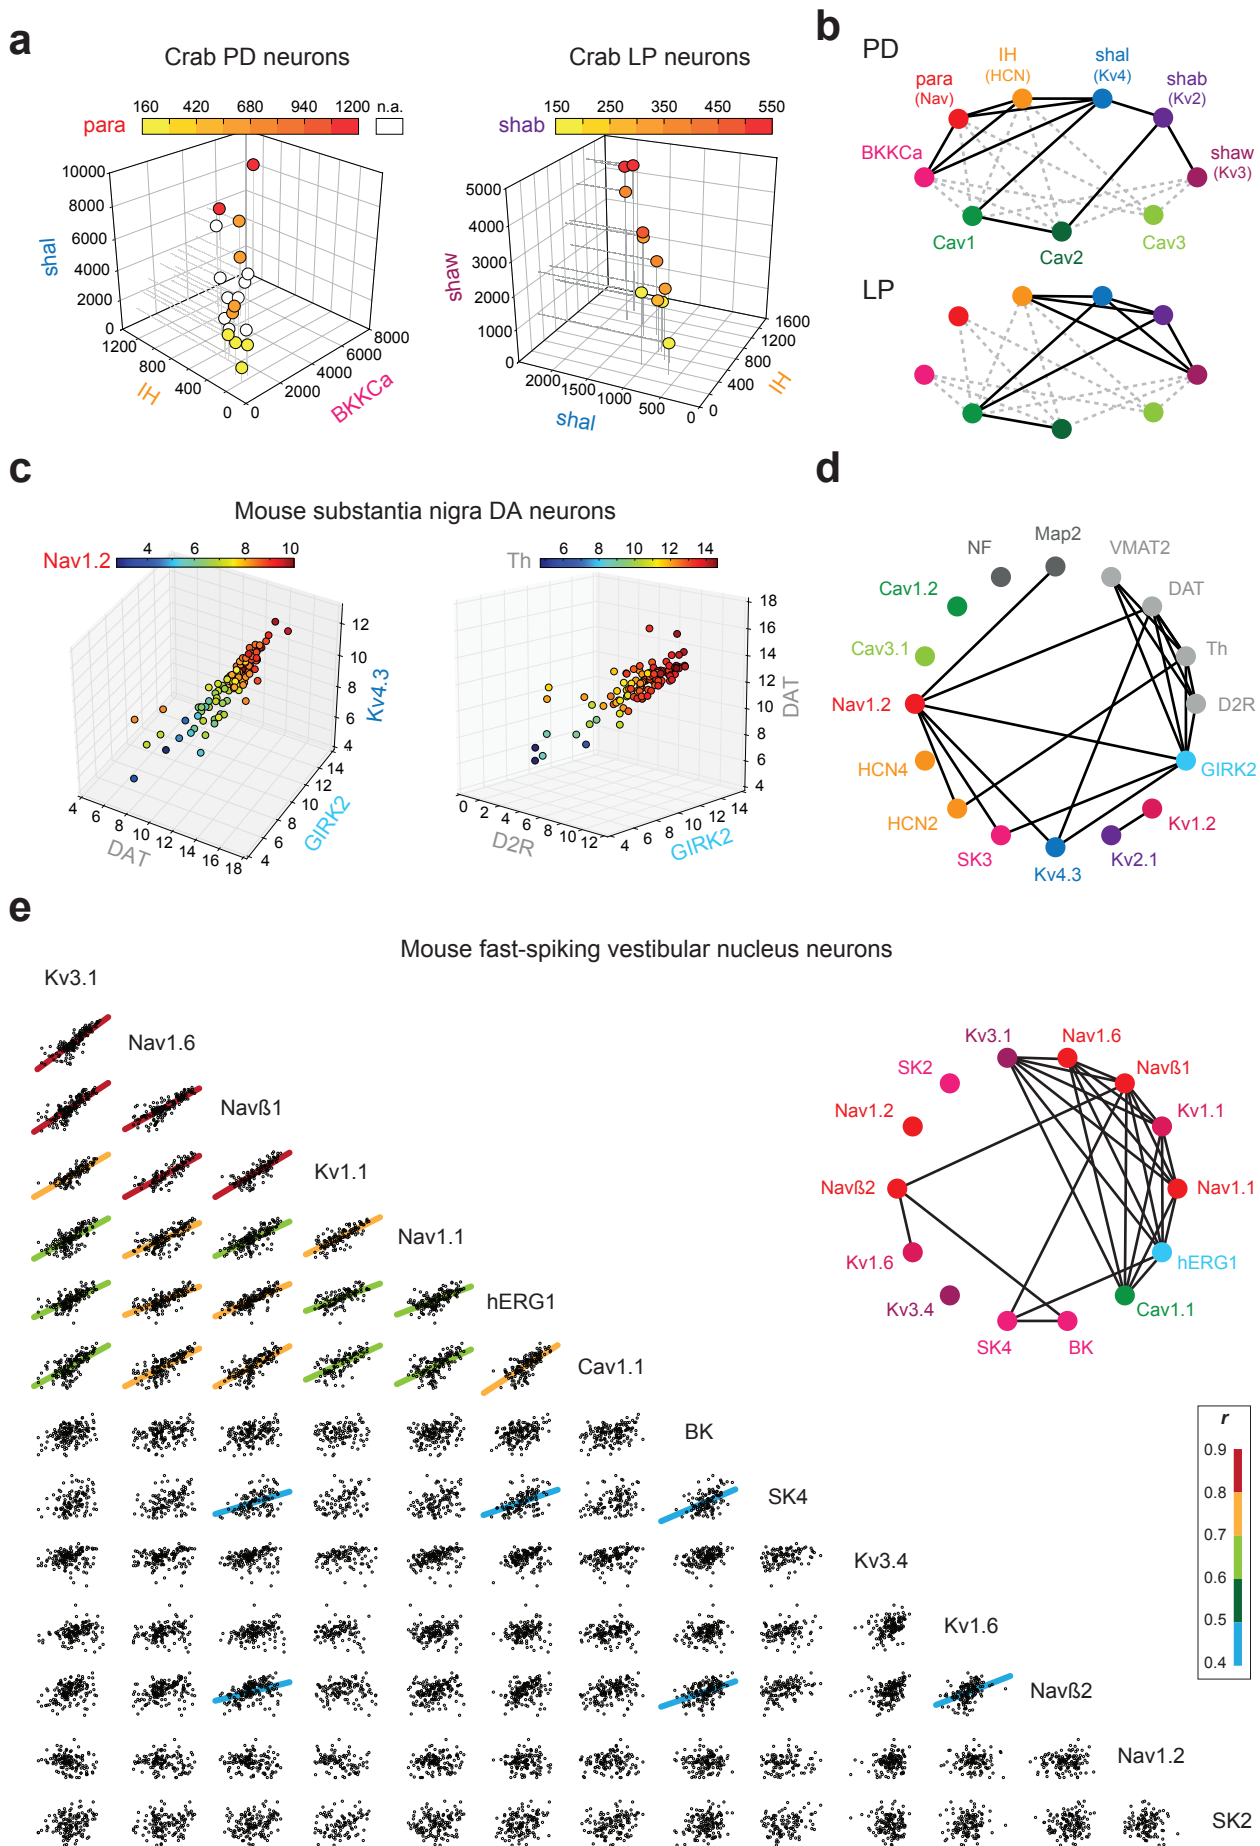 a
Crab PD neurons
Crab LP neurons
para
160 420 680 940 1200 n.a.
shab
150 250 350 450 550
10000
8000
6000
4000
2000
0
shal
1200
800
400
0
IH
0
2000
4000
6000
8000
BKKCa
5000
4000
3000
2000
1000
0
shaw
2000
1500
1000
500
0
shal
0
400
800
1200
1600
IH
b
PD
para
(Nav)
IH
(HCN)
shal
(Kv4)
shab
(Kv2)
BKKCa
shaw
(Kv3)
Cav1
Cav2
Cav3
LP
c
Mouse substantia nigra DA neurons
Nav1.2
4 6 8 10
12
10
8
6
4
Kv4.3
4 6 8 10 12 14 16 18
DAT
4 6 8 10 12 14
GIRK2
Th
6 8 10 12 14
18
16
14
12
10
8
6
4
DAT
0 2 4 6 8 10 12
D2R
4 6 8 10 12 14
GIRK2
d
NF
Map2
VMAT2
DAT
Th
D2R
GIRK2
Kv1.2
Kv2.1
Kv4.3
SK3
HCN2
HCN4
Nav1.2
Cav3.1
Cav1.2
e
Mouse fast-spiking vestibular nucleus neurons
Kv3.1
Nav1.6
Navß1
Kv1.1
Nav1.1
hERG1
Cav1.1
BK
SK4
Kv3.4
Kv1.6
Navß2
Nav1.2
SK2
Kv3.1
Nav1.6
Navß1
Kv1.1
Nav1.1
hERG1
Cav1.1
BK
SK4
Kv3.4
Kv1.6
Navß2
Nav1.2
SK2
r
0.9
0.8
0.7
0.6
0.5
0.4